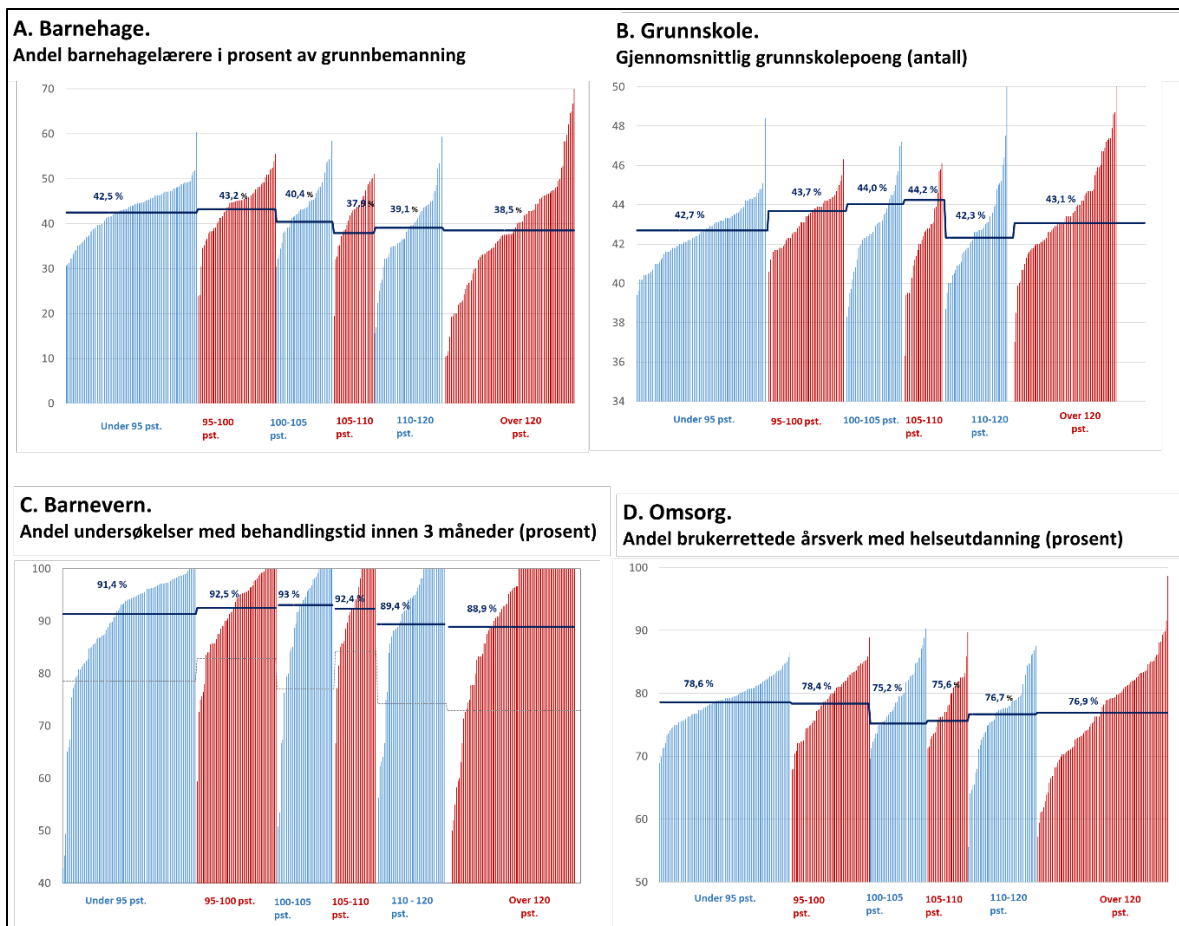 A. Barnehage.
Andel barnehagelærere i prosent av grunnbemanning
70
60
50
40
30
20
10
0
42,5 %
43,2 %
40,4 %
37,9 %
39,1 %
38,5 %
Under 95 pst.
95-100
pst.
100-105
pst.
105-110
pst.
110-120
pst.
Over 120
pst.
B. Grunnskole.
Gjennomsnittlig grunnskolepoeng (antall)
50
48
46
44
42
40
38
36
34
42,7 %
43,7 %
44,0 %
44,2 %
42,3 %
43,1 %
Under 95 pst.
95-100 pst.
100-105 pst.
105-110
pst.
110-120
pst.
Over 120
pst.
C. Barnevern.
Andel undersøkelser med behandlingstid innen 3 måneder (prosent)
100
90
80
70
60
50
40
91,4 %
92,5 %
93 %
92,4 %
89,4 %
88,9 %
Under 95 pst.
95-100 pst.
100-105
pst.
105-110
pst.
110 - 120
pst.
Over 120
pst.
D. Omsorg.
Andel brukerrettede årsverk med helseutdanning (prosent)
100
90
80
70
60
50
78,6 %
78,4 %
75,2 %
75,6 %
76,7 %
76,9 %
Under 95 pst.
95-100
pst.
100-105
pst.
105-110
pst.
110-120
pst.
Over 120
pst.